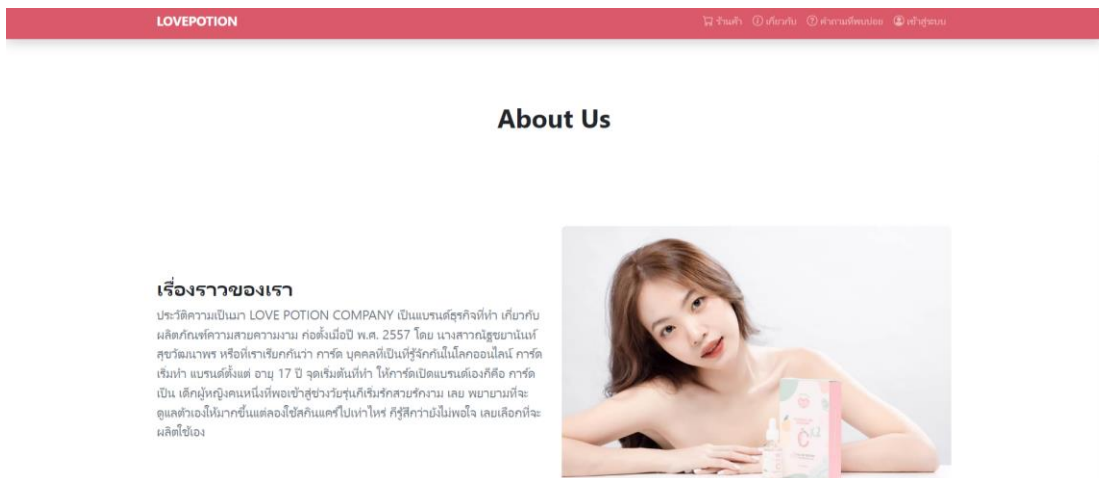 LOVEPOTION
ร้านค้า
เกี่ยวกับ
คำถามที่พบบ่อย
เข้าสู่ระบบ
About Us
เรื่องราวของเรา
ประวัติความเป็นมา LOVE POTION COMPANY เป็นแบรนด์ธุรกิจที่ทำ เกี่ยวกับ
ผลิตภัณฑ์ความสวยความงาม ก่อตั้งเมื่อปี พ.ศ. 2557 โดย นางสาวณัฐชยานันท์
สุขวัฒนาพร หรือที่เราเรียกกันว่า การ์ด บุคคลที่เป็นที่รู้จักกันในโลกออนไลน์ การ์ด
เริ่มทำ แบรนด์ตั้งแต่ อายุ 17 ปี จุดเริ่มต้นที่ทำ ให้การ์ดเปิดแบรนด์เองก็คือ การ์ด
เป็น เด็กผู้หญิงคนหนึ่งที่พอเข้าสู่ช่วงวัยรุ่นก็เริ่มรักสวยรักงาม เลย พยายามที่จะ
ดูแลตัวเองให้มากขึ้นแต่ลองใช้สกินแคร์ไปเท่าไหร่ ก็รู้สึกว่ายังไม่พอใจ เลยเลือกที่จะ
ผลิตใช้เอง